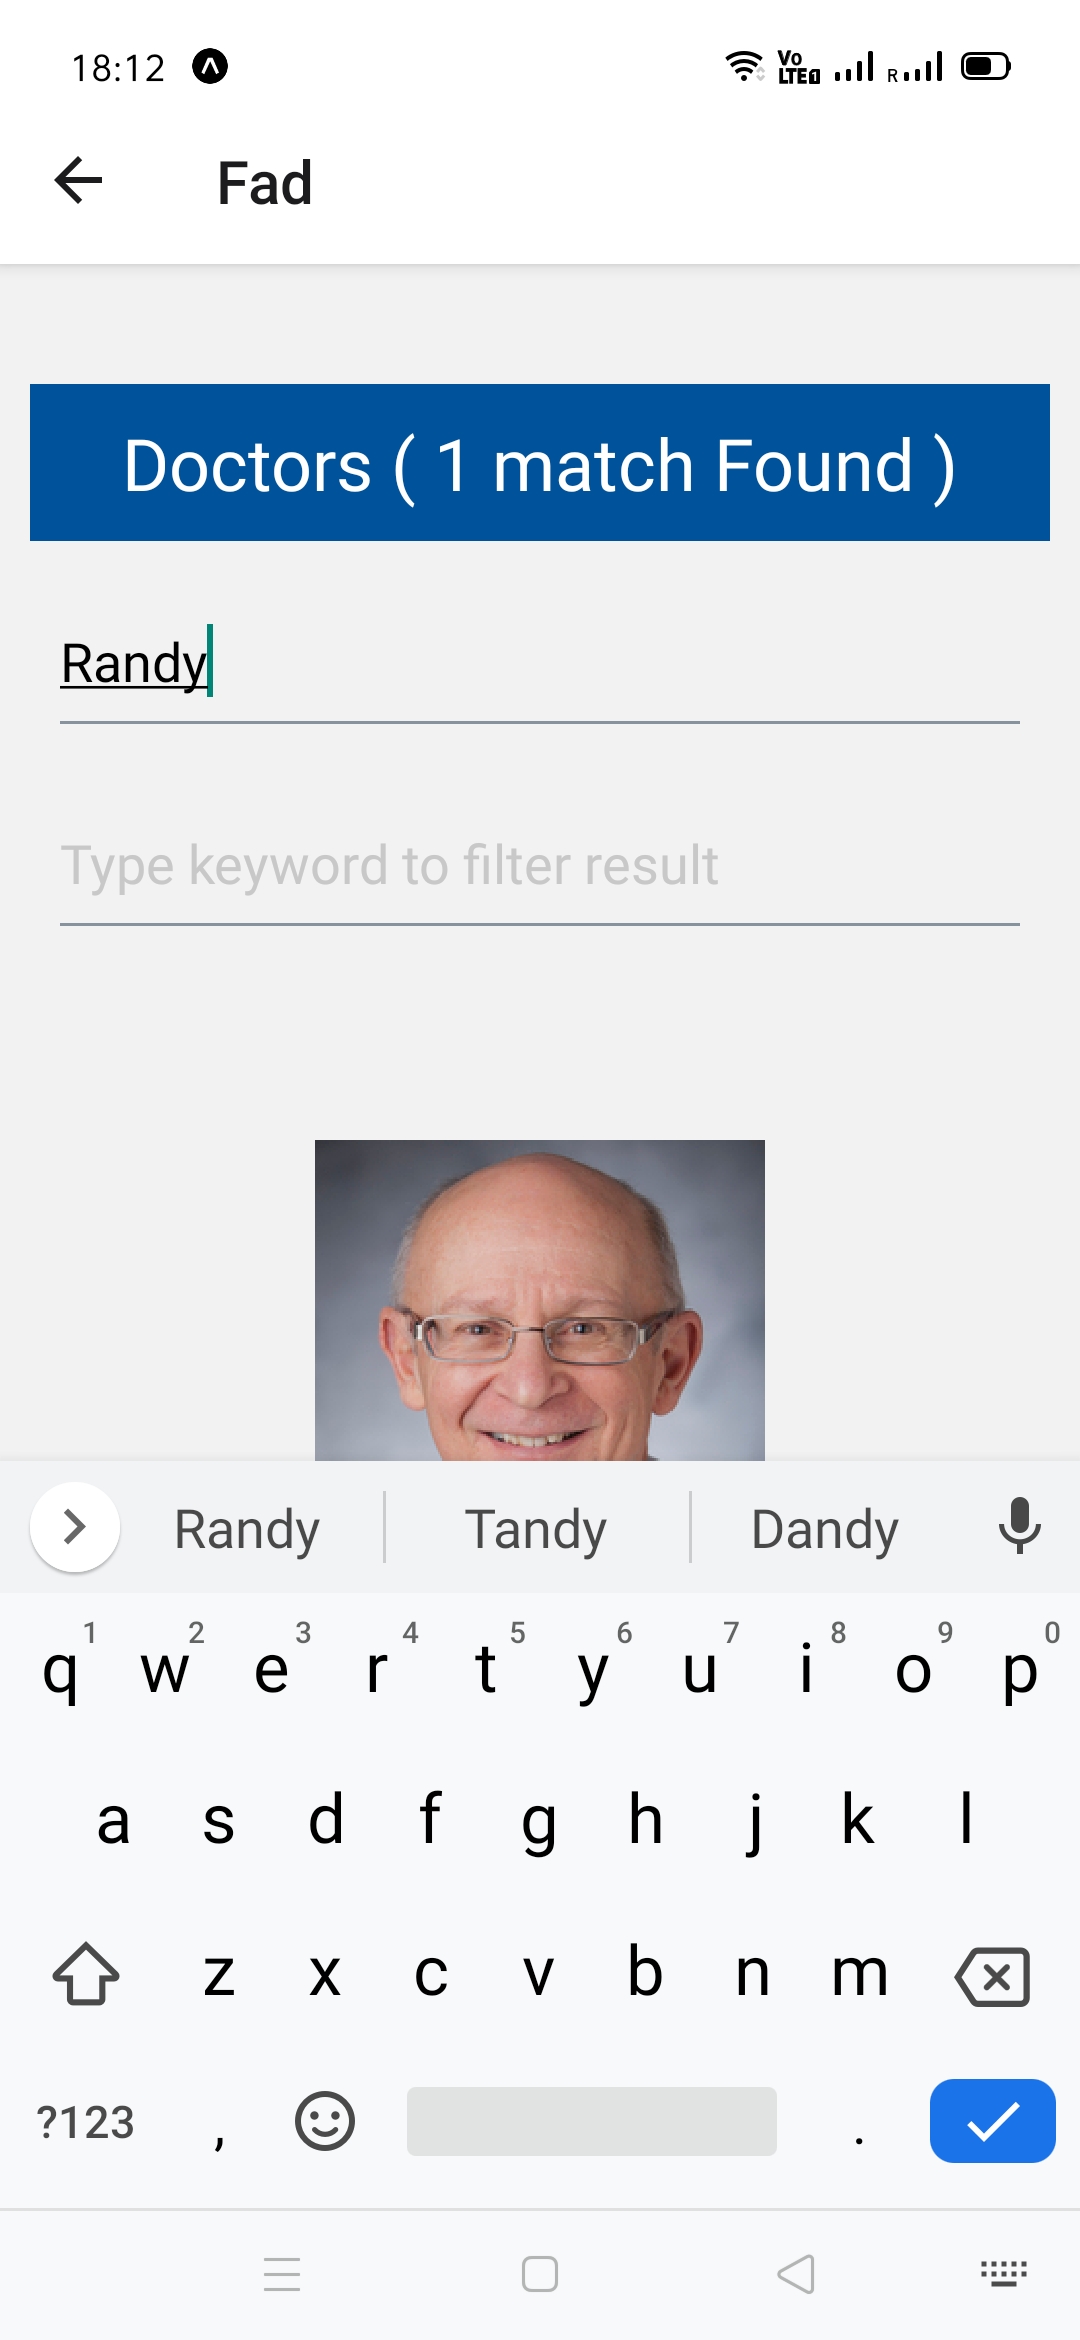 18:12 Vo LTE1 R
Fad
Doctors ( 1 match Found )
Randy
Type keyword to filter result
Randy Tandy Dandy
1 2 3 4 5 6 7 8 9 0
q w e r t y u i o p
a s d f g h j k l
z x c v b n m
?123 , .